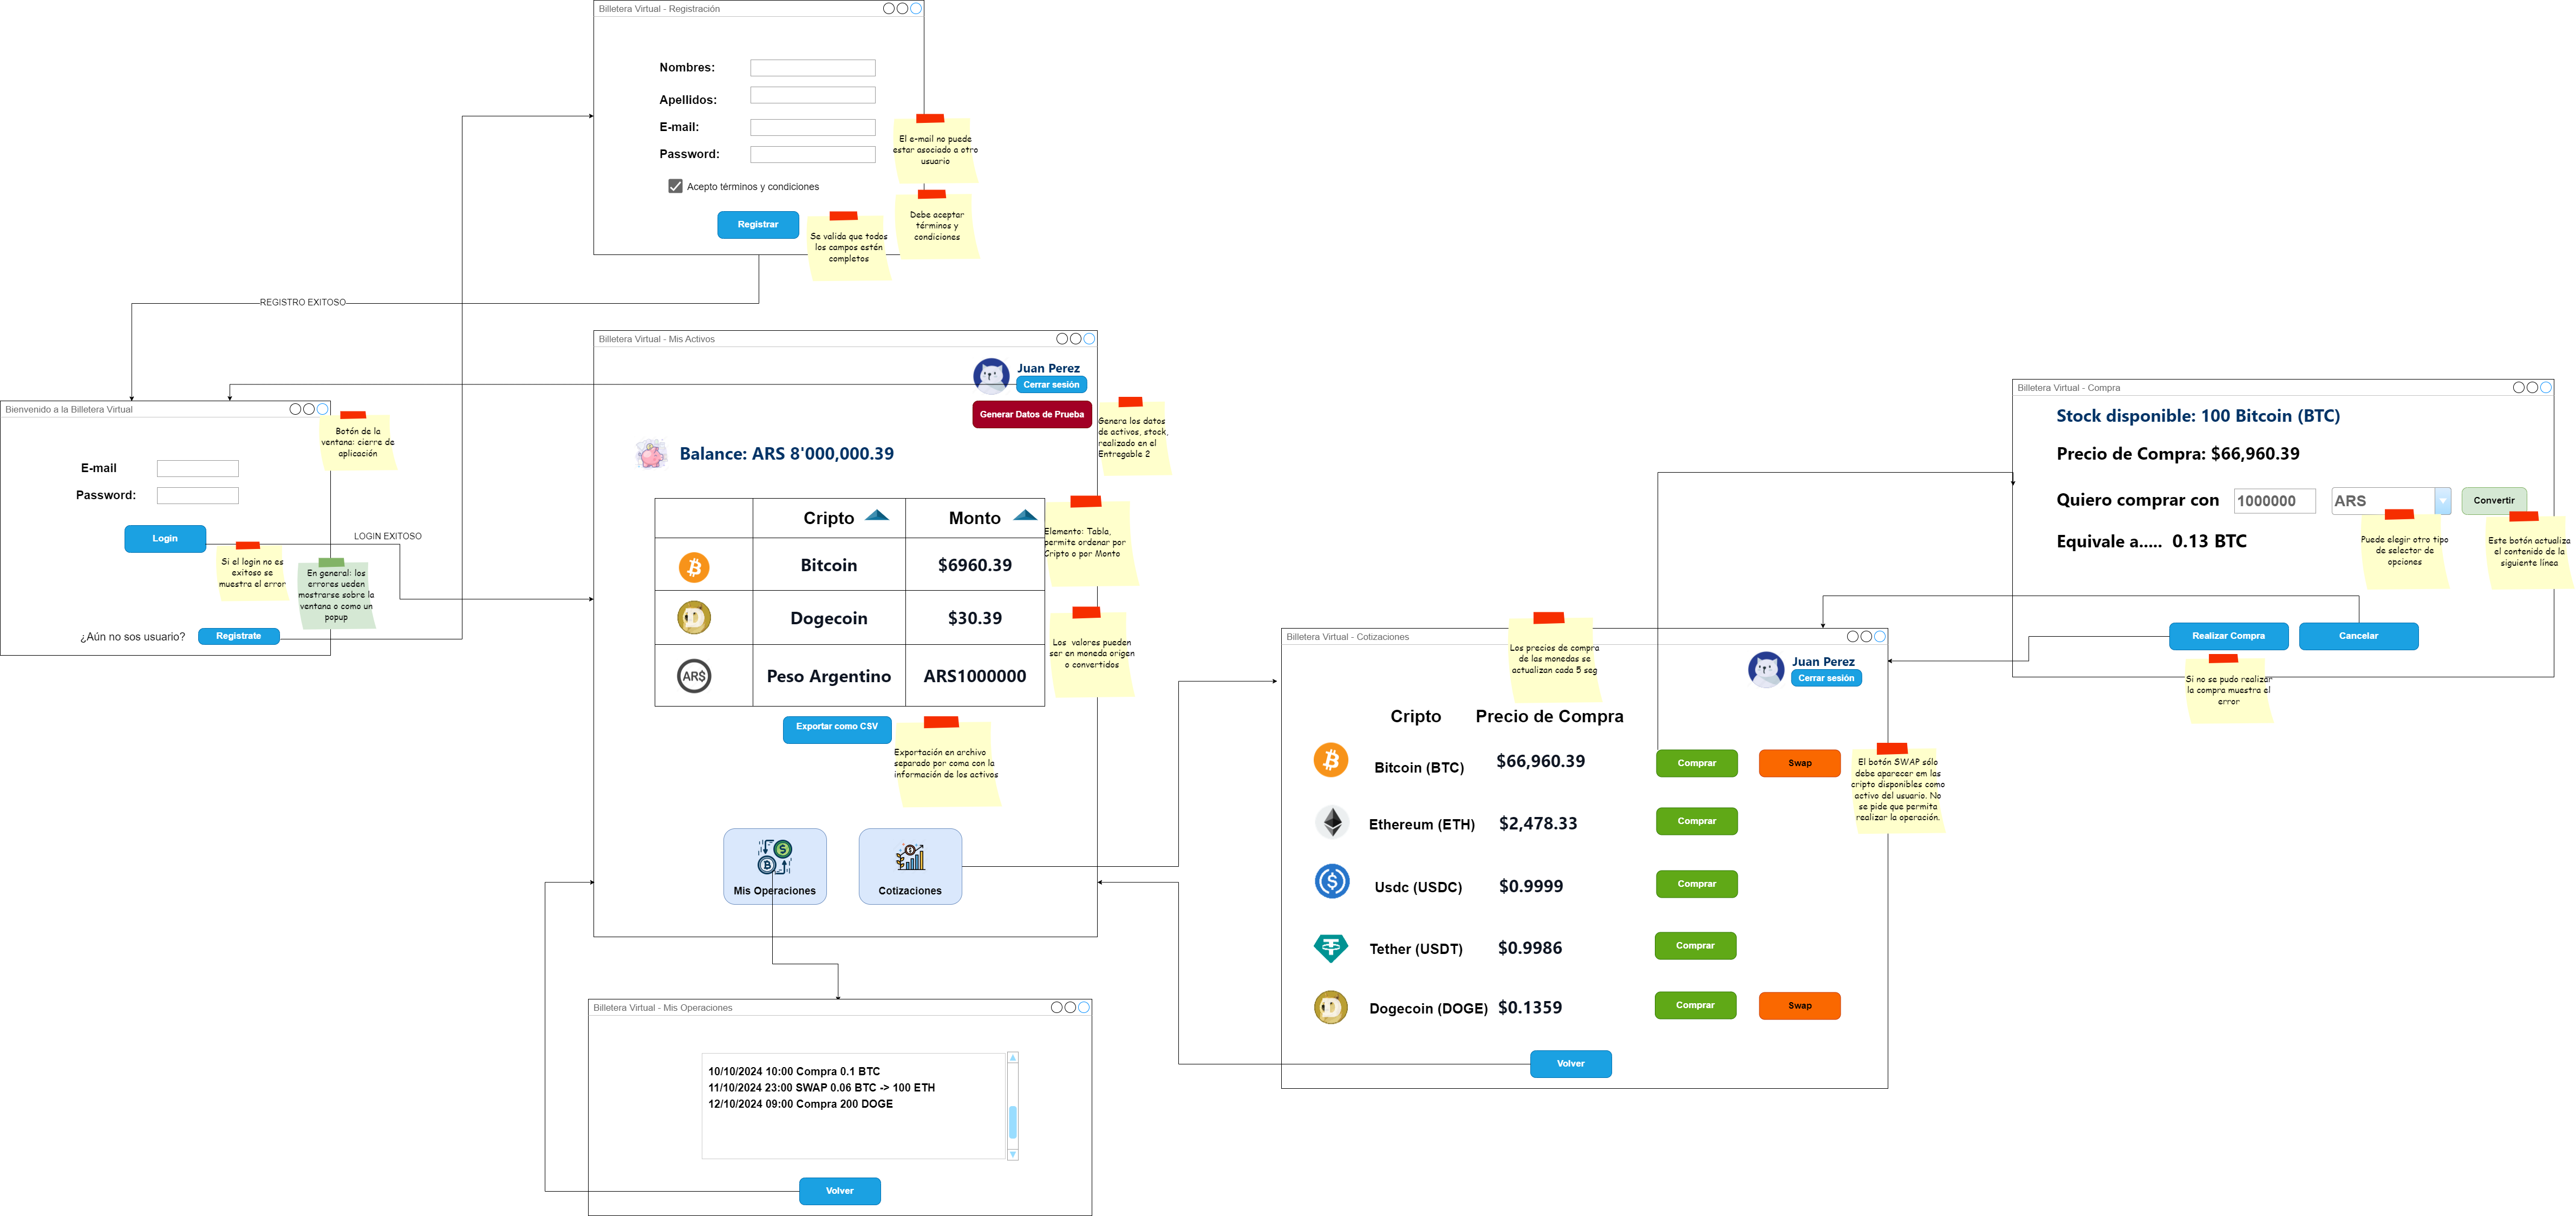 Billetera Virtual - Registración
Nombres:
Apellidos:
E-mail:
Password:
Acepto términos y condiciones
Registrar
El e-mail no puede
estar asociado a otro
usuario
Debe aceptar
términos y
condiciones
Se valida que todos
los campos estén
completos
REGISTRO EXITOSO
Bienvenido a la Billetera Virtual
E-mail
Password:
Login
¿Aún no sos usuario?
Registrate
Botón de la
ventana: cierre de
aplicación
Si el login no es
exitoso se
muestra el error
En general: los
errores ueden
mostrarse sobre la
ventana o como un
popup
LOGIN EXITOSO
Billetera Virtual - Mis Activos
Juan Perez
Cerrar sesión
Generar Datos de Prueba
Genera los datos
de activos, stock,
realizado en el
Entregable 2
Balance: ARS 8'000,000.39
Cripto
Monto
Bitcoin
$6960.39
Dogecoin
$30.39
ARS
Peso Argentino
ARS1000000
Elemento: Tabla,
permite ordenar por
Cripto o por Monto
Los valores pueden
ser en moneda origen
o convertidos
Exportar como CSV
Exportación en archivo
separado por coma con la
información de los activos
Mis Operaciones
Cotizaciones
Billetera Virtual - Mis Operaciones
10/10/2024 10:00 Compra 0.1 BTC
11/10/2024 23:00 SWAP 0.06 BTC -> 100 ETH
12/10/2024 09:00 Compra 200 DOGE
Volver
Billetera Virtual - Cotizaciones
Los precios de compra
de las monedas se
actualizan cada 5 seg
Juan Perez
Cerrar sesión
Cripto
Precio de Compra
Bitcoin (BTC)
$66,960.39
Comprar
Swap
Ethereum (ETH)
$2,478.33
Comprar
Usdc (USDC)
$0.9999
Comprar
Tether (USDT)
$0.9986
Comprar
Dogecoin (DOGE)
$0.1359
Comprar
Swap
Volver
El botón SWAP sólo
debe aparecer em las
cripto disponibles como
activo del usuario. No
se pide que permita
realizar la operación.
Billetera Virtual - Compra
Stock disponible: 100 Bitcoin (BTC)
Precio de Compra: $66,960.39
Quiero comprar con
1000000
ARS
Convertir
Equivale a..... 0.13 BTC
Puede elegir otro tipo
de selector de
opciones
Este botón actualiza
el contenido de la
siguiente línea
Realizar Compra
Cancelar
Si no se pudo realizar
la compra muestra el
error